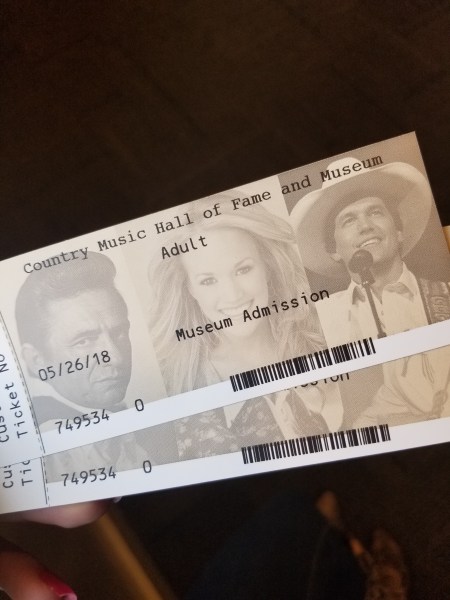 Country Music Hall of Fame and Museum
Adult
Museum Admission
05/26/18
749534 0
Ticket No
749534 0